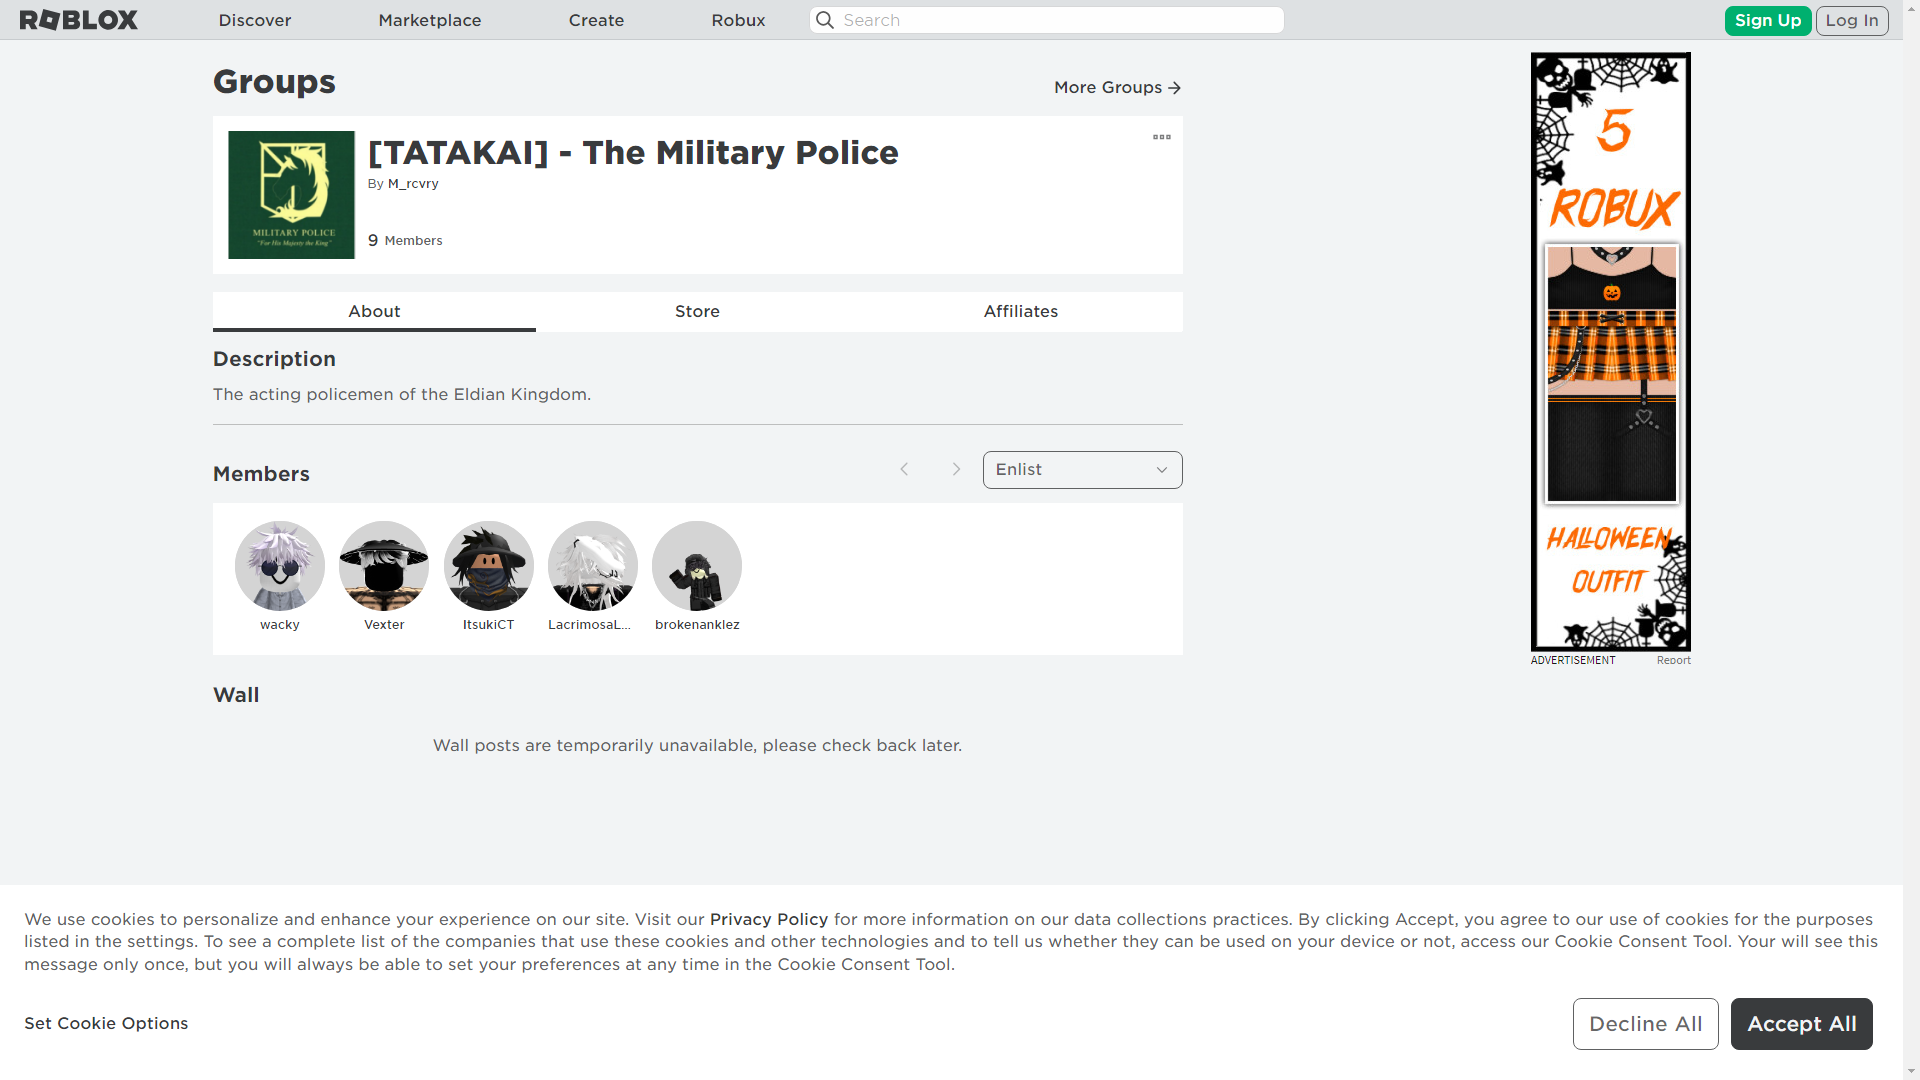 ROBLOX
Discover
Marketplace
Create
Robux
Search
Sign Up
Log In
Groups
More Groups
[TATAKAI] - The Military Police
By M_rcvry
MILITARY POLICE
"For His Majesty the King"
9 Members
About
Store
Affiliates
Description
The acting policemen of the Eldian Kingdom.
Members
Enlist
wacky
Vexter
ItsukiCT
LacrimosaL...
brokenanklez
Wall
Wall posts are temporarily unavailable, please check back later.
5
ROBUX
HALLOWEEN
OUTFIT
ADVERTISEMENT
Report
We use cookies to personalize and enhance your experience on our site. Visit our Privacy Policy for more information on our data collections practices. By clicking Accept, you agree to our use of cookies for the purposes
listed in the settings. To see a complete list of the companies that use these cookies and other technologies and to tell us whether they can be used on your device or not, access our Cookie Consent Tool. Your will see this
message only once, but you will always be able to set your preferences at any time in the Cookie Consent Tool.
Set Cookie Options
Decline All
Accept All